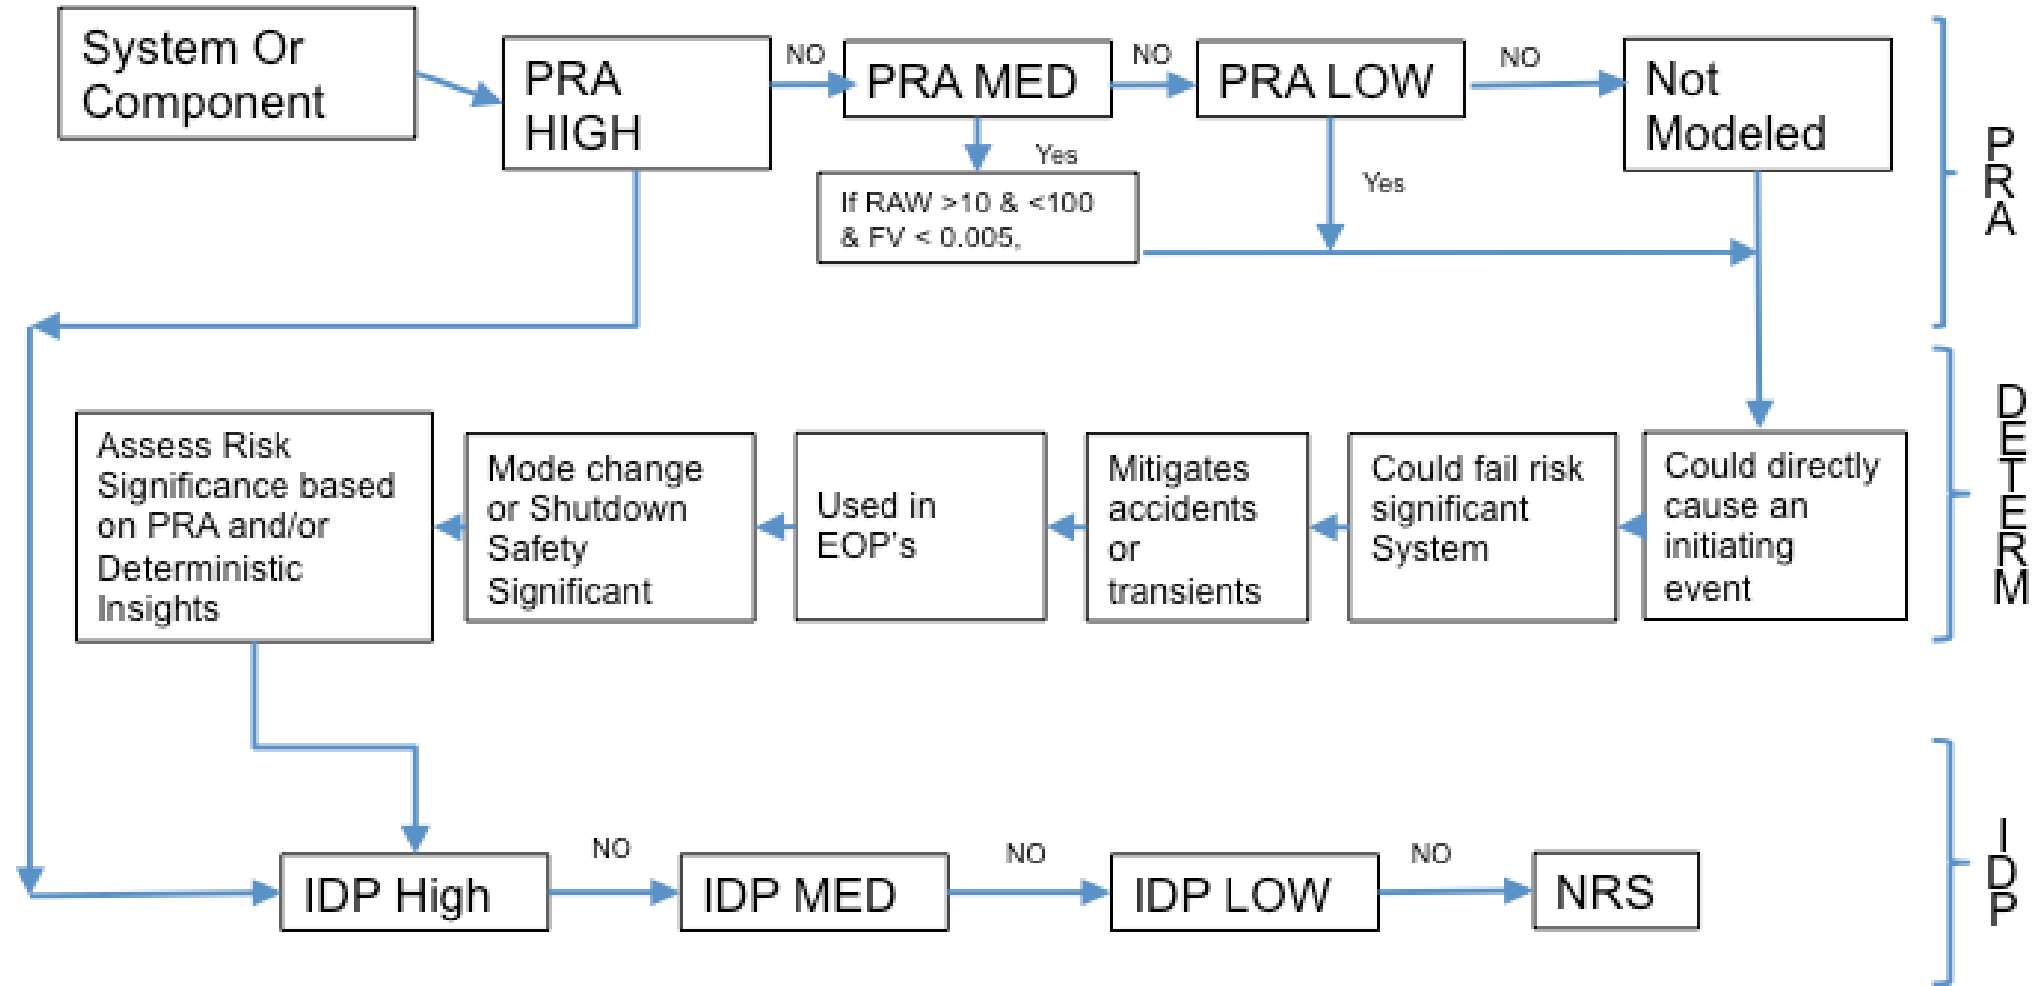 System Or
Component
PRA
HIGH
NO
PRA MED
NO
PRA LOW
NO
Not
Modeled
Yes
If RAW >10 & <100
& FV < 0.005,
Yes
PRA
Assess Risk
Significance based
on PRA and/or
Deterministic
Insights
Mode change
or Shutdown
Safety
Significant
Used in
EOP's
Mitigates
accidents
or
transients
Could fail risk
significant
System
Could directly
cause an
initiating
event
DETERM
IDP High
NO
IDP MED
NO
IDP LOW
NO
NRS
IDP